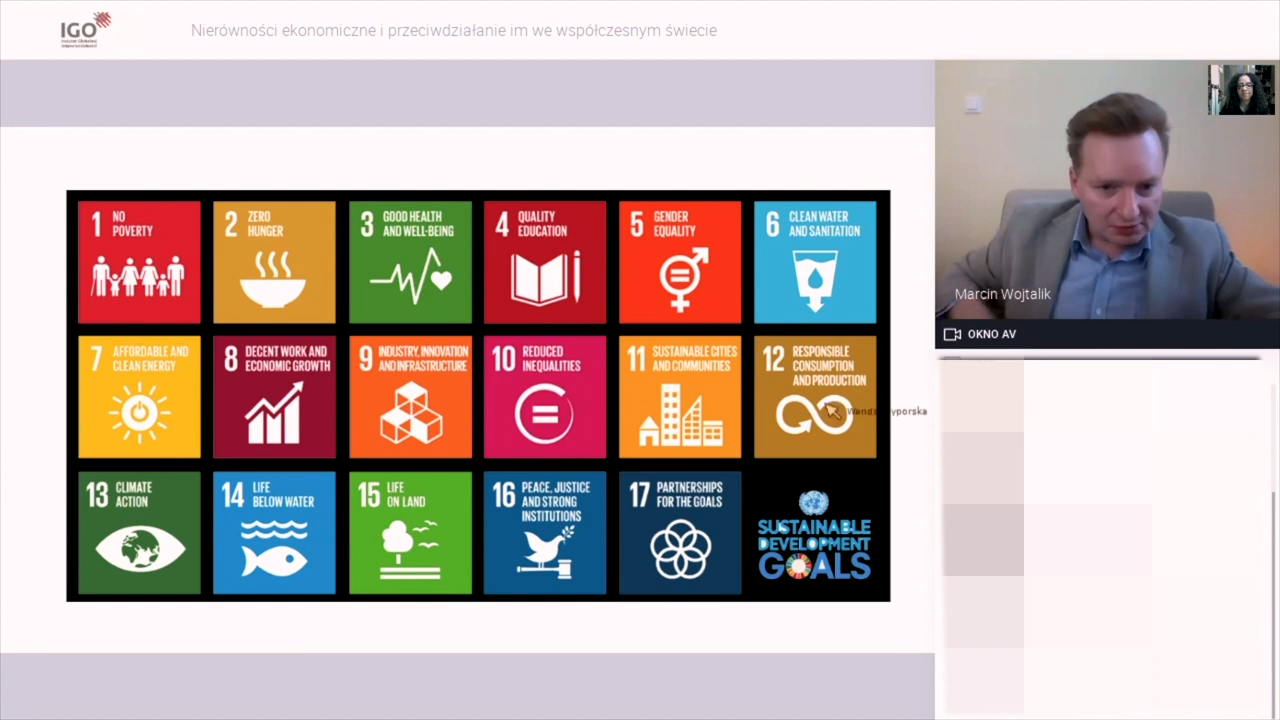 IGO
Nierówności ekonomiczne i przeciwdziałanie im we współczesnym świecie
1 NO
POVERTY
2 ZERO
HUNGER
3 GOOD HEALTH
AND WELL-BEING
4 QUALITY
EDUCATION
5 GENDER
EQUALITY
6 CLEAN WATER
AND SANITATION
7 AFFORDABLE AND
CLEAN ENERGY
8 DECENT WORK AND
ECONOMIC GROWTH
9 INDUSTRY, INNOVATION
AND INFRASTRUCTURE
10 REDUCED
INEQUALITIES
11 SUSTAINABLE CITIES
AND COMMUNITIES
12 RESPONSIBLE
CONSUMPTION
AND PRODUCTION
13 CLIMATE
ACTION
14 LIFE
BELOW WATER
15 LIFE
ON LAND
16 PEACE, JUSTICE
AND STRONG
INSTITUTIONS
17 PARTNERSHIPS
FOR THE GOALS
SUSTAINABLE
DEVELOPMENT
GOALS
Marcin Wojtalik
OKNO AV